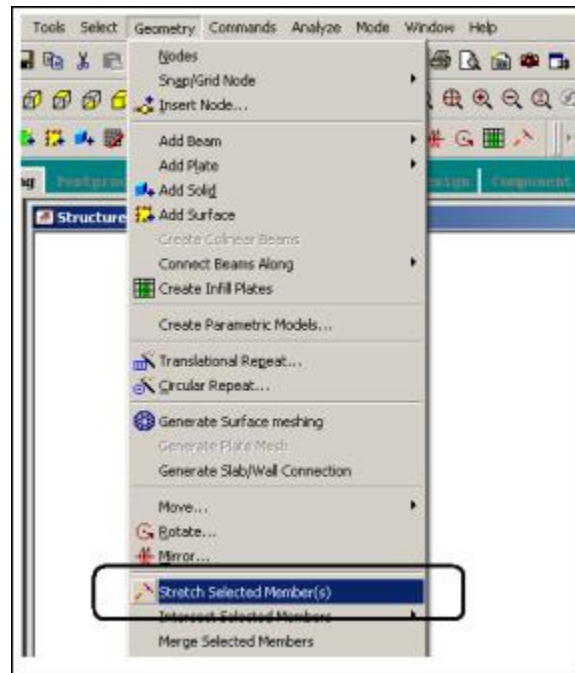 Tools Select Geometry Commands Analyze Mode Window Help
Nodes
Snap/Grid Node
Insert Node...
Add Beam
Add Plate
Add Solid
Structure
Add Surface
Create Colinear Beams
Connect Beams Along
Create Infill Plates
Create Parametric Models...
Translational Repeat...
Circular Repeat...
Generate Surface meshing
Generate Plate Mesh
Generate Slab/Wall Connection
Move...
Rotate...
Mirror...
Stretch Selected Member(s)
Intersect Selected Members
Merge Selected Members